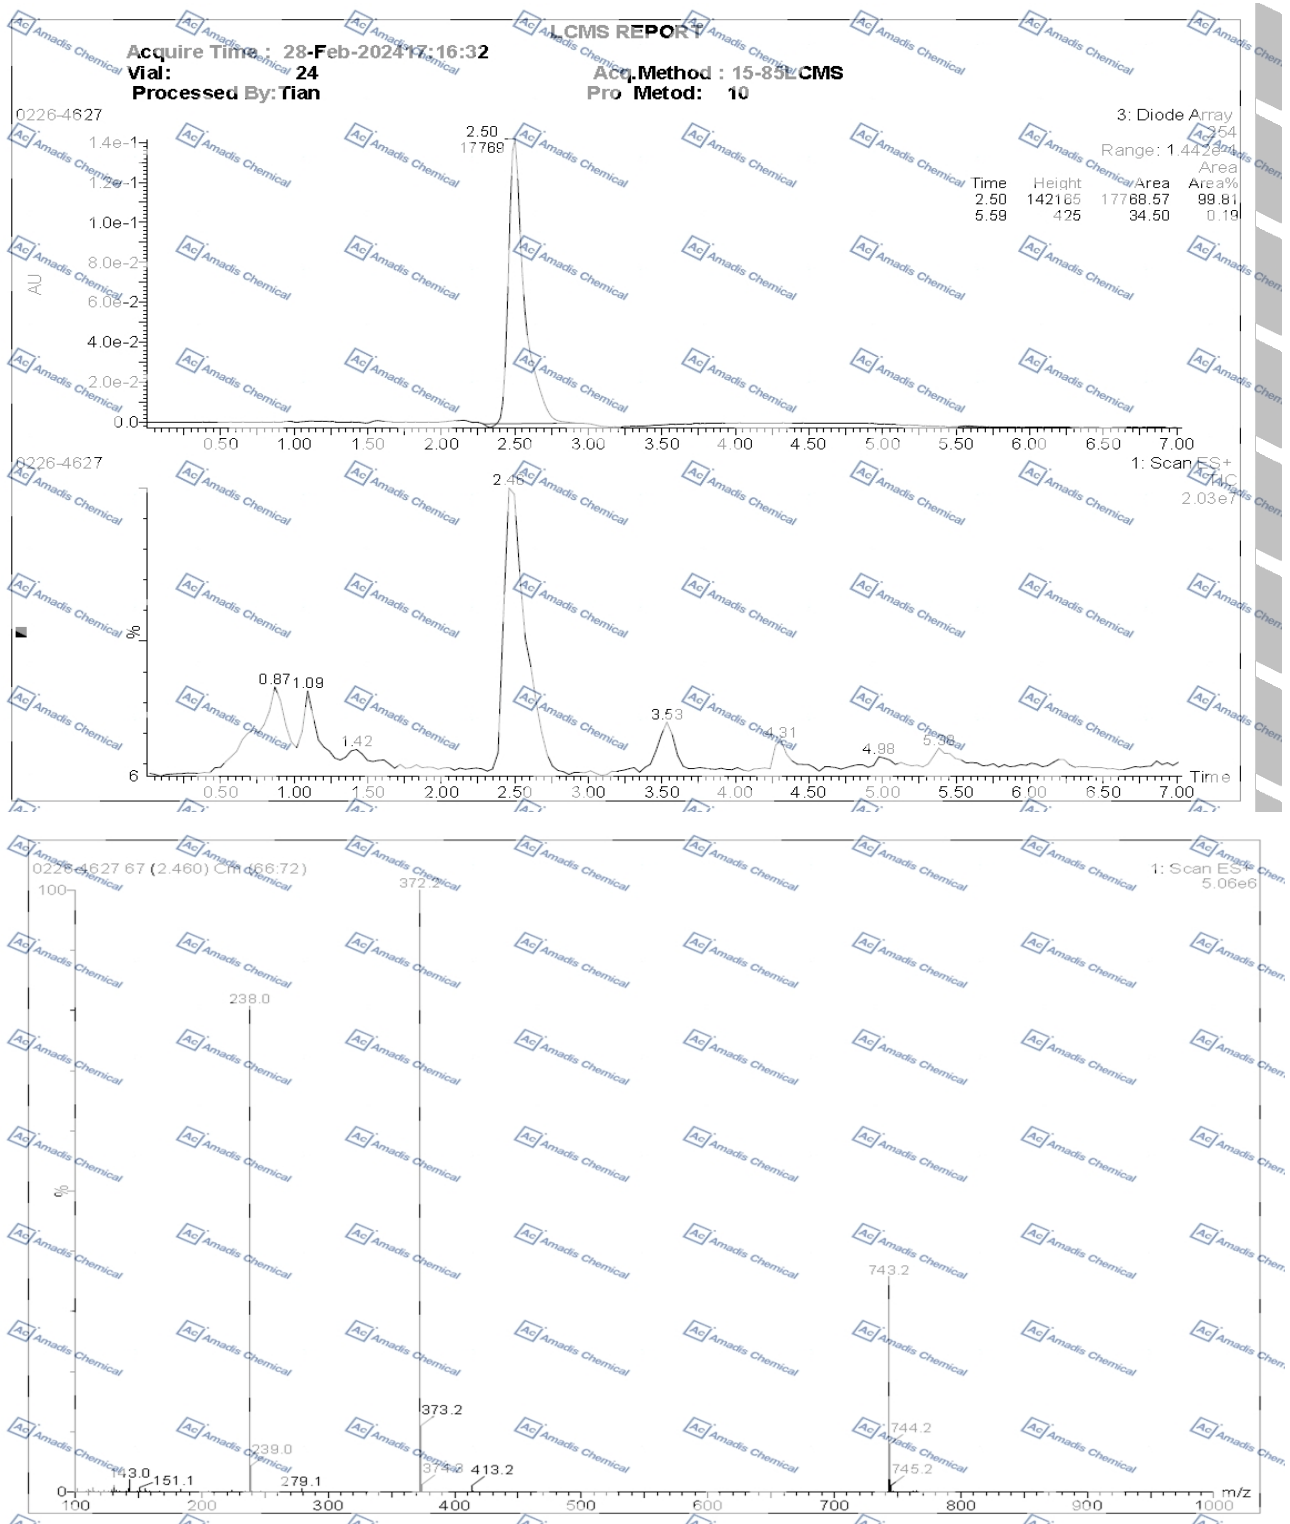 LCMS REPORT
Acquire Time : 28-Feb-202417:16:32
Vial: 24 Acq.Method : 15-85LCMS
Processed By: Tian Pro Metod: 10
0226-4627 3: Diode Array
254
Range: 1.442e-1
Area
Time Height Area Area%
2.50 142165 17768.57 99.81
5.59 425 34.50 0.19
2.50
17769
1.4e-1
1.2e-1
1.0e-1
8.0e-2
AU
6.0e-2
4.0e-2
2.0e-2
0.0
0.50 1.00 1.50 2.00 2.50 3.00 3.50 4.00 4.50 5.00 5.50 6.00 6.50 7.00
0226-4627 1: Scan ES+
TIC
2.03e7
2.46
%
0.87 1.09
1.42
3.53
4.31
4.98
5.38
6
Time
0.50 1.00 1.50 2.00 2.50 3.00 3.50 4.00 4.50 5.00 5.50 6.00 6.50 7.00
0226-4627 67 (2.460) Cm (66:72) 1: Scan ES+
5.06e6
100
372.2
238.0
%
743.2
373.2
744.2
239.0
374.3
413.2
745.2
143.0
151.1
279.1
0
m/z
100 200 300 400 500 600 700 800 900 1000
Ac Amadis Chemical